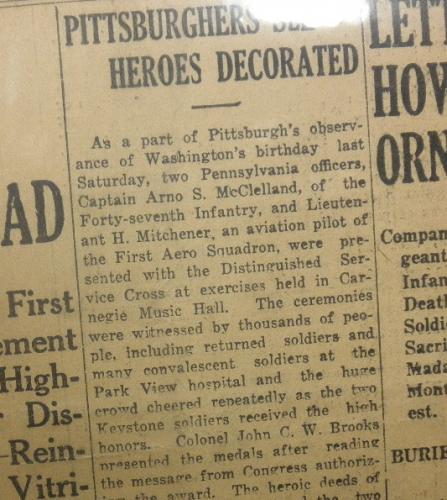 PITTSBURGHERS
HEROES DECORATED
As a part of Pittsburgh's observ-
ance of Washington's birthday last
Saturday, two Pennsylvania officers,
Captain Arno S. McClelland, of the
Forty-seventh Infantry, and Lieuten-
ant H. Mitchener, an aviation pilot of
the First Aero Squadron, were pre-
sented with the Distinguished Ser-
vice Cross at exercises held in Car-
negie Music Hall. The ceremonies
were witnessed by thousands of peo-
ple, including returned soldiers and
many convalescent soldiers at the
Park View hospital and the huge
crowd cheered repeatedly as the two
Keystone soldiers received the high
honors. Colonel John C. W. Brooks
presented the medals after reading
the message from Congress authoriz-
ing the award. The heroic deeds of
the two
AD
First
ement
High-
Dis-
-Rein-
Vitri-
LETT
HOV
ORN
Compan
geant
Infan
Death
Soldi
Sacri
Mada
Mont
est.
BURIE